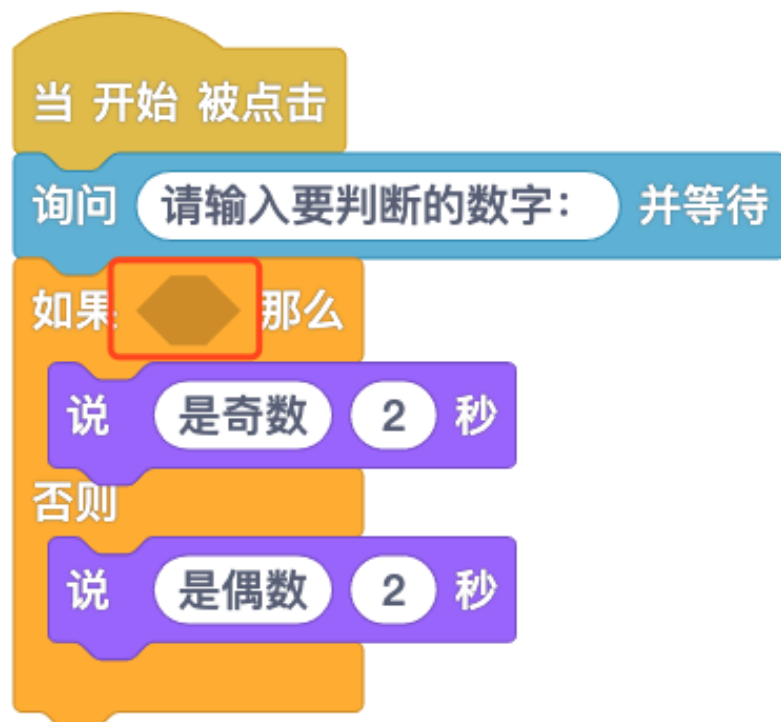 当 开始 被点击
询问 请输入要判断的数字： 并等待
如果 那么
说 是奇数 2 秒
否则
说 是偶数 2 秒